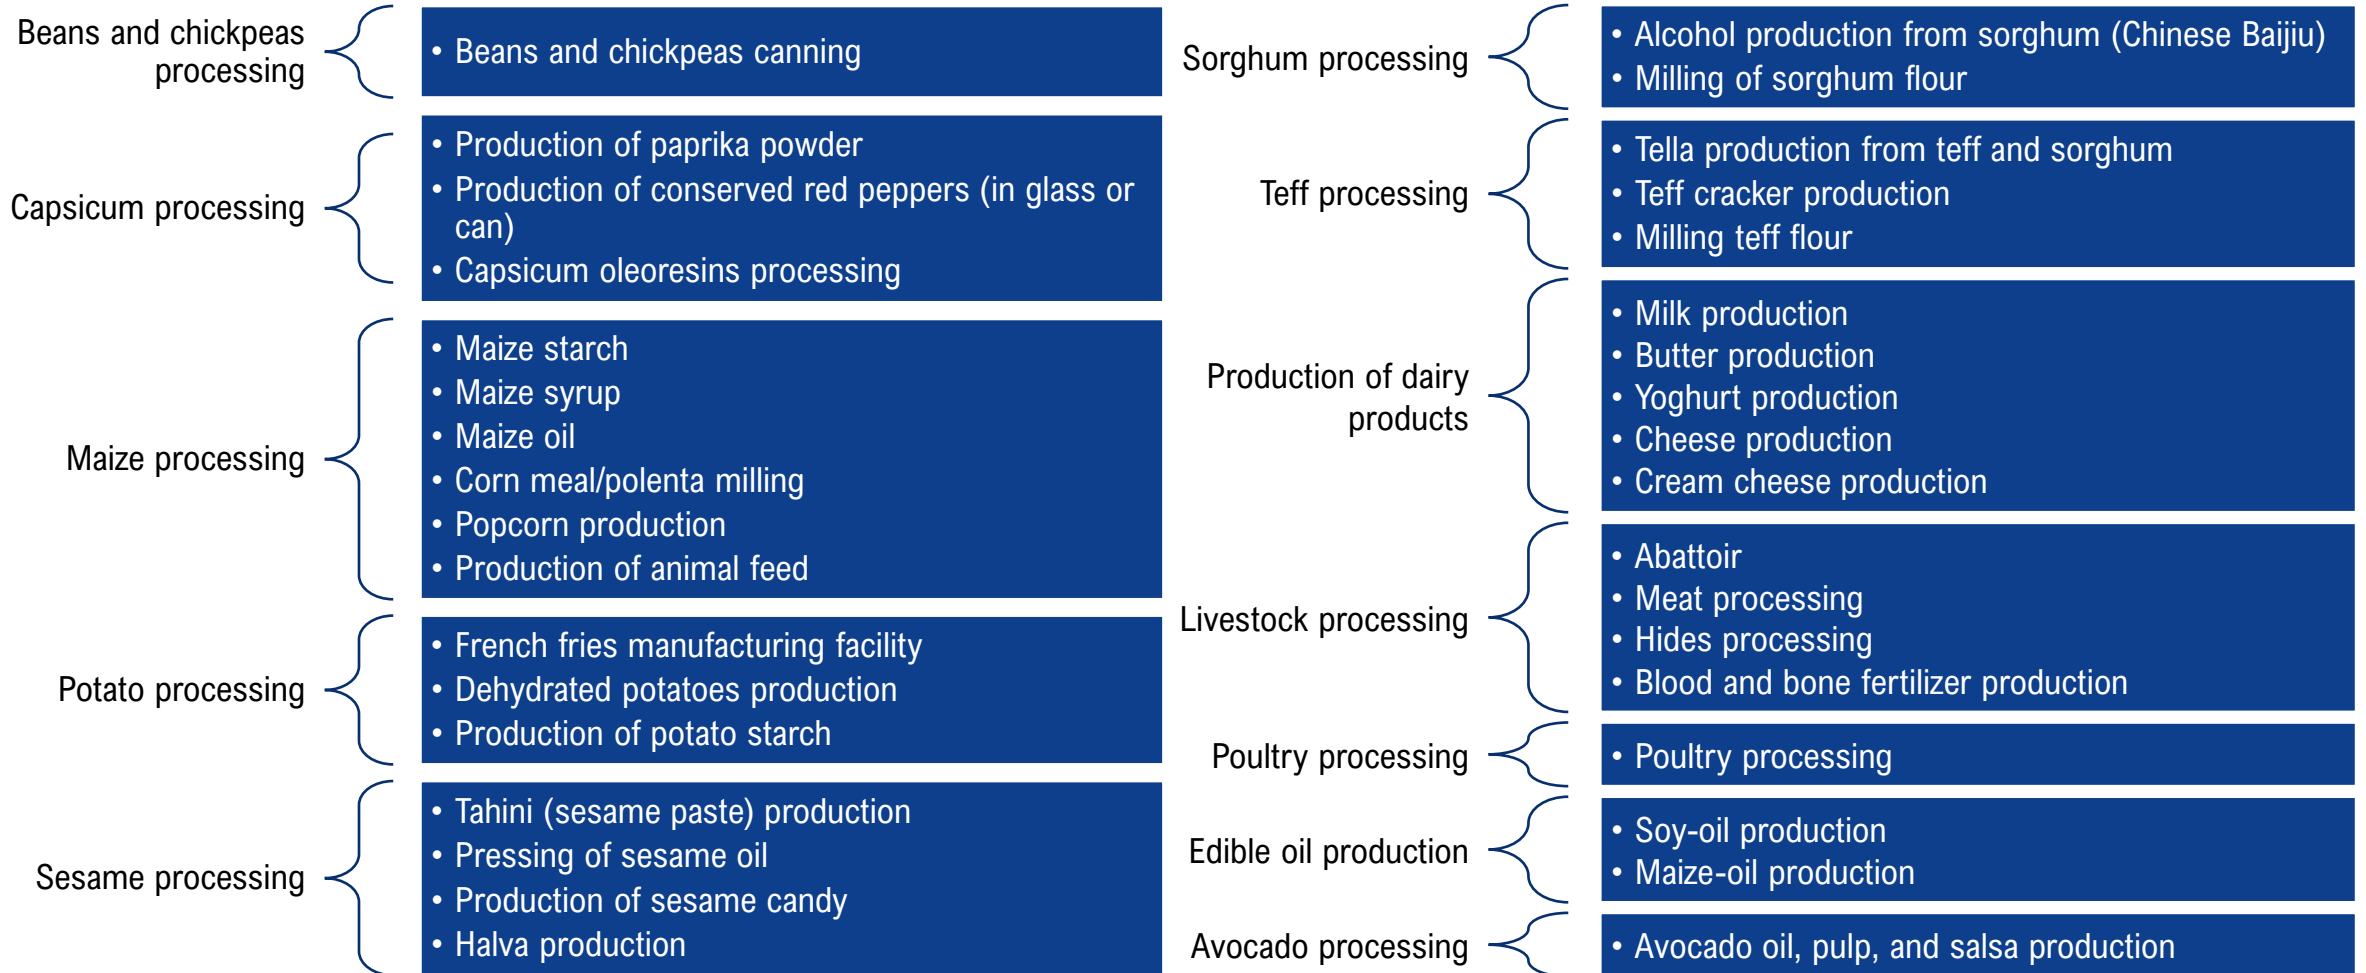 Beans and chickpeas
processing
• Beans and chickpeas canning
Capsicum processing
• Production of paprika powder
• Production of conserved red peppers (in glass or
can)
• Capsicum oleoresins processing
Maize processing
• Maize starch
• Maize syrup
• Maize oil
• Corn meal/polenta milling
• Popcorn production
• Production of animal feed
Potato processing
• French fries manufacturing facility
• Dehydrated potatoes production
• Production of potato starch
Sesame processing
• Tahini (sesame paste) production
• Pressing of sesame oil
• Production of sesame candy
• Halva production
Sorghum processing
• Alcohol production from sorghum (Chinese Baijiu)
• Milling of sorghum flour
Teff processing
• Tella production from teff and sorghum
• Teff cracker production
• Milling teff flour
Production of dairy
products
• Milk production
• Butter production
• Yoghurt production
• Cheese production
• Cream cheese production
Livestock processing
• Abattoir
• Meat processing
• Hides processing
• Blood and bone fertilizer production
Poultry processing
• Poultry processing
Edible oil production
• Soy-oil production
• Maize-oil production
Avocado processing
• Avocado oil, pulp, and salsa production